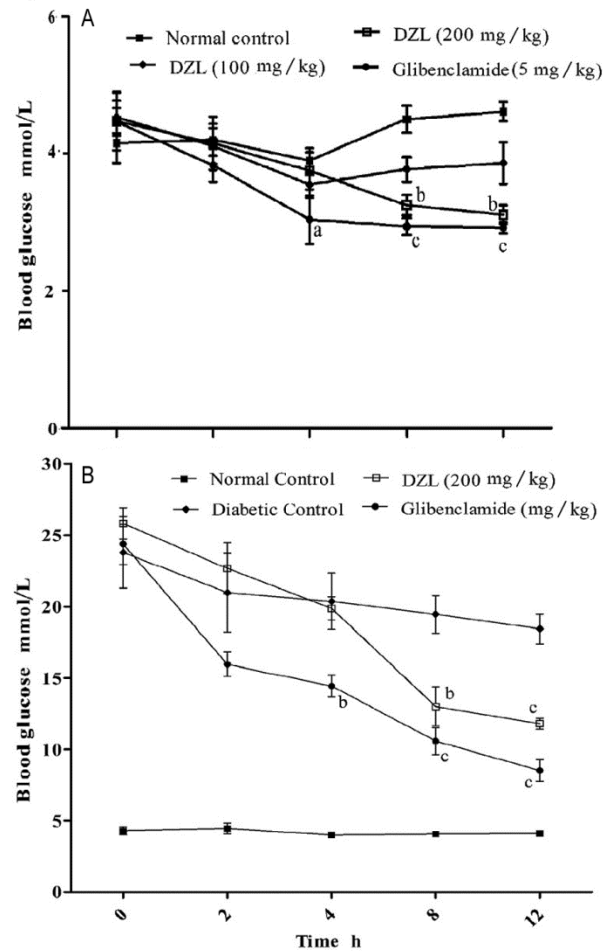 A
Normal control
DZL (200 mg/kg)
DZL (100 mg/kg)
Glibenclamide (5 mg/kg)
Blood glucose mmol/L
6
4
2
0
a
b
b
c
c
B
Normal Control
DZL (200 mg/kg)
Diabetic Control
Glibenclamide (mg/kg)
Blood glucose mmol/L
30
25
20
15
10
5
0
b
b
c
c
c
0 2 4 8 12
Time h